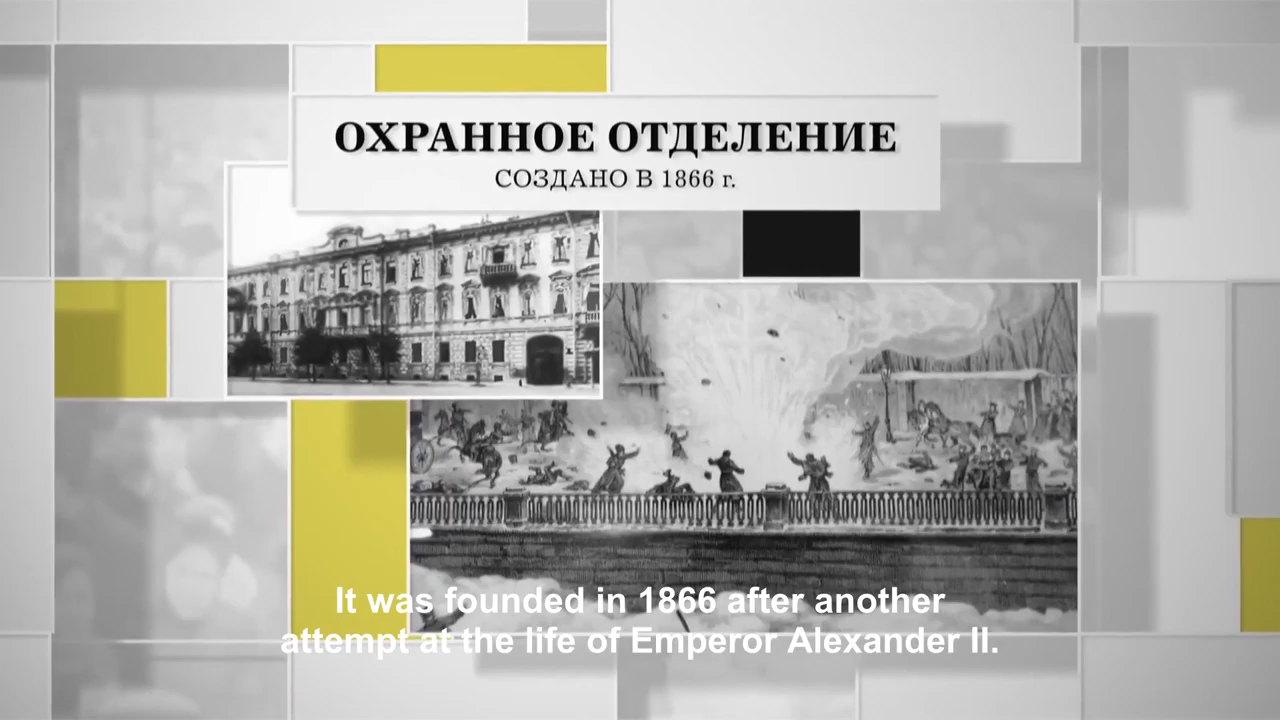 ОХРАННОЕ ОТДЕЛЕНИЕ
СОЗДАНО В 1866 г.
It was founded in 1866 after another
attempt at the life of Emperor Alexander II.